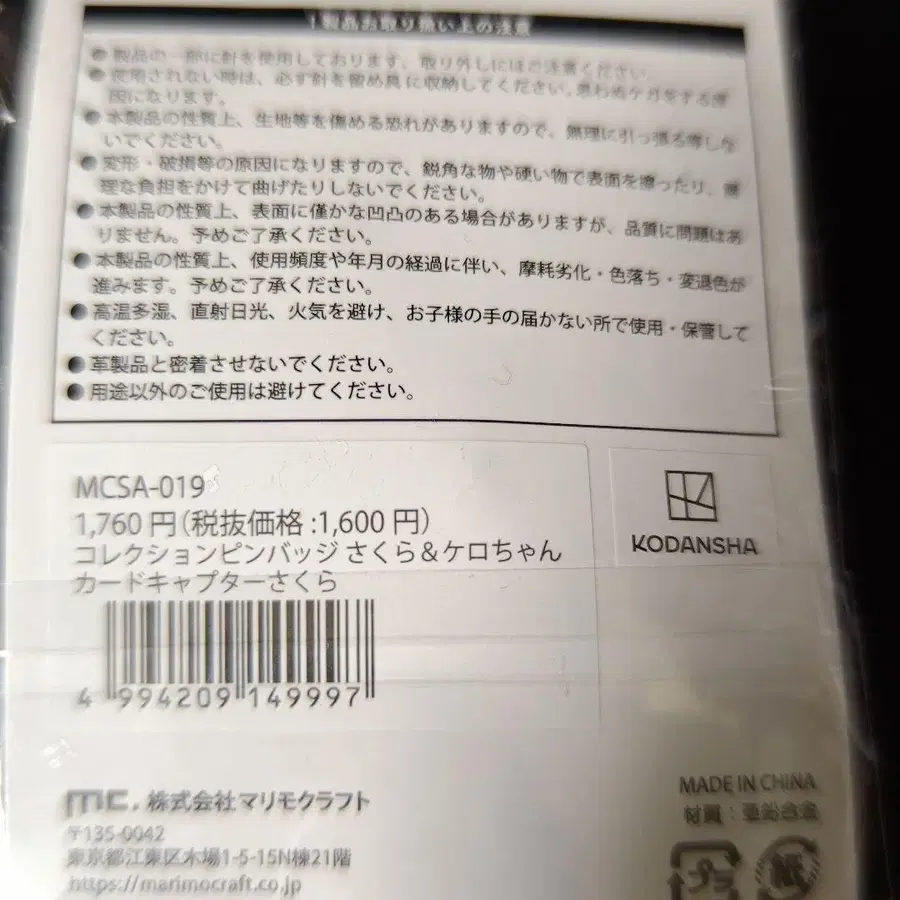 ！製品お取り扱い上の注意
●製品の一部に針を使用しております、取り外しにはご注意ください。
●使用されない時は、必ず針を留め具に収納してください。思わぬケガをする原
因になります。
●本製品の性質上、生地等を傷める恐れがありますので、無理に引っ張る等しな
いでください。
●変形・破損等の原因になりますので、鋭角な物や硬い物で表面を擦ったり、無
理な負担をかけて曲げたりしないでください。
●本製品の性質上、表面に僅かな凹凸のある場合がありますが、品質に問題はあ
りません。予めご了承ください。
●本製品の性質上、使用頻度や年月の経過に伴い、摩耗劣化・色落ち・変退色が
進みます。予めご了承ください。
●高温多湿、直射日光、火気を避け、お子様の手の届かない所で使用・保管して
ください。
●革製品と密着させないでください。
●用途以外のご使用は避けてください。
MCSA-019
1,760 円(税抜価格 :1,600 円)
コレクションピンバッジ さくら&ケロちゃん
カードキャプターさくら
4 994209 149997
KODANSHA
mc. 株式会社マリモクラフト
〒135-0042
東京都江東区木場1-5-15N棟21階
https://marimocraft.co.jp
MADE IN CHINA
材質：亜鉛合金
プラ
紙